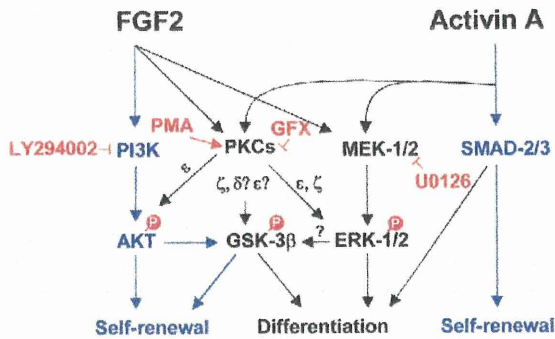 FGF2 Activin A
PMA GFX
LY294002 PI3K PKCs MEK-1/2 SMAD-2/3
U0126
ε ζ, δ? ε? ε, ζ
P P P
?
AKT GSK-3β ERK-1/2
Self-renewal Differentiation Self-renewal